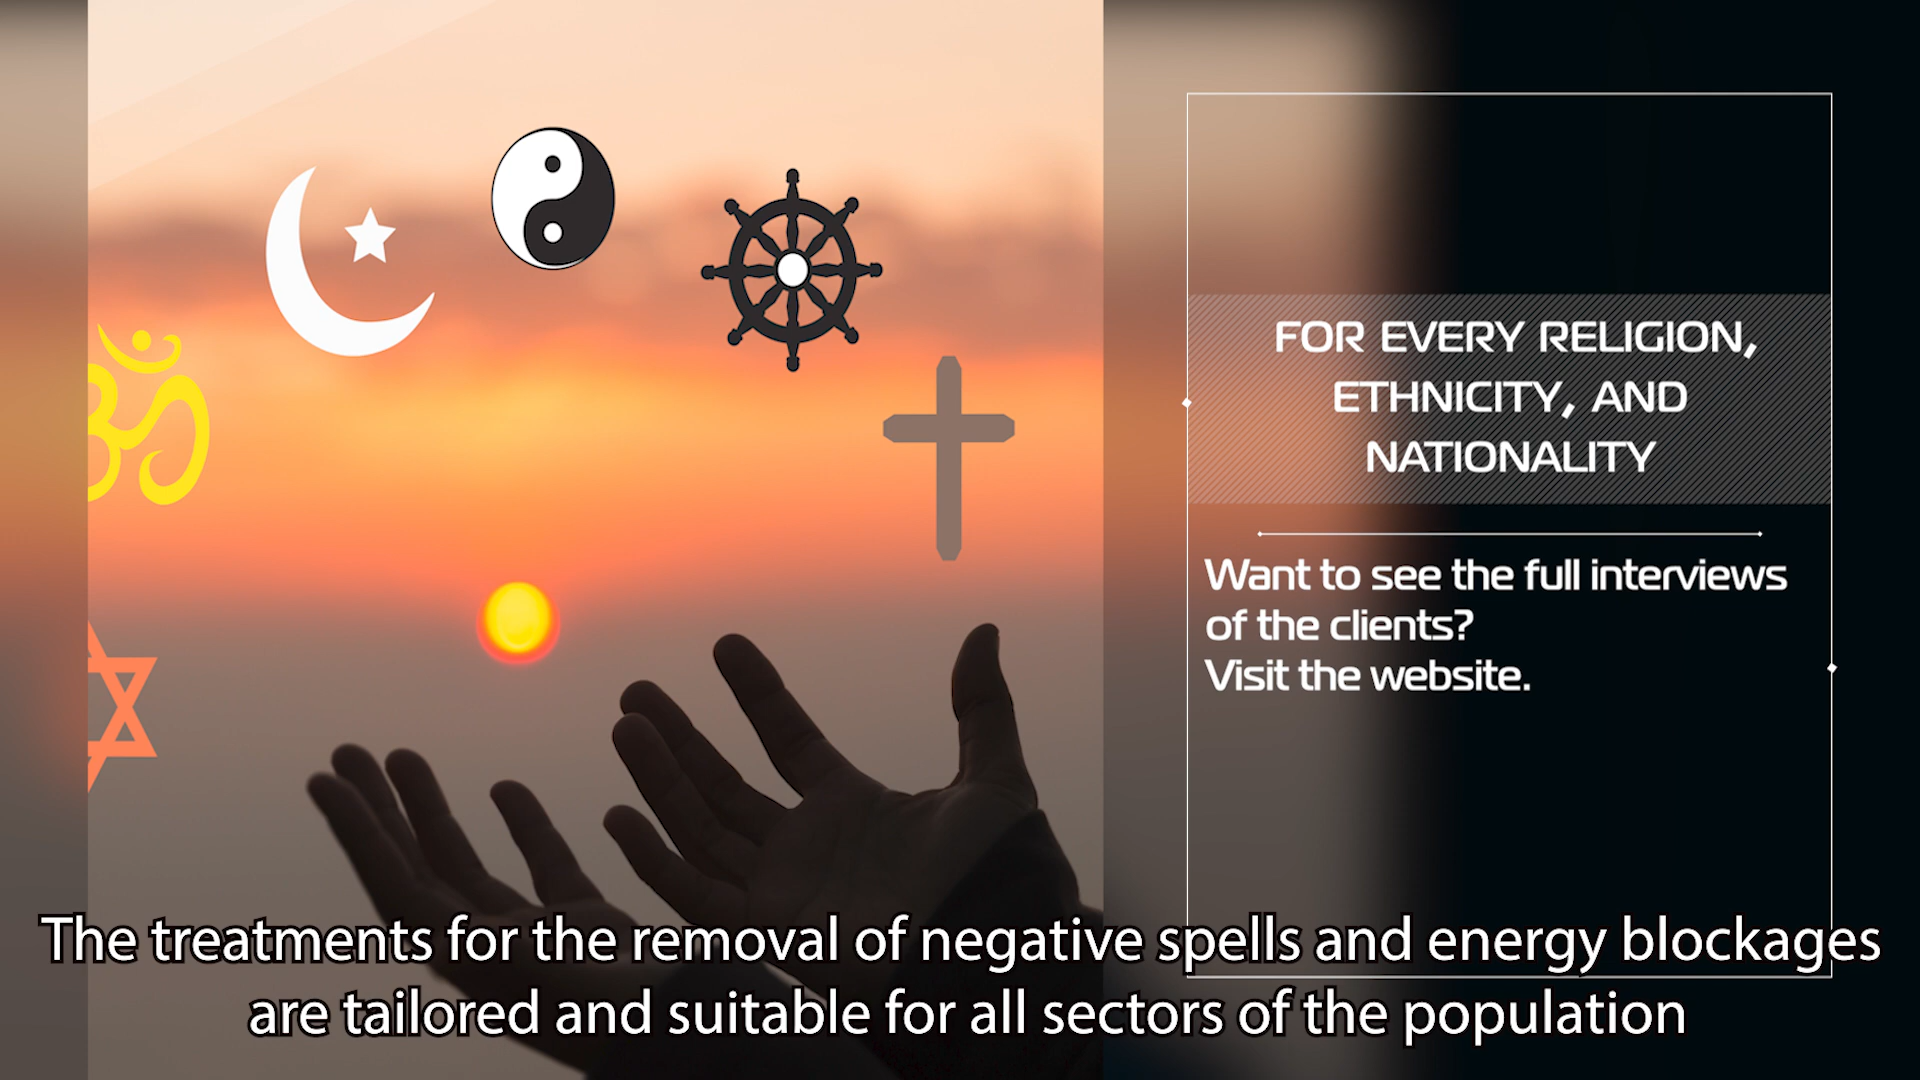 FOR EVERY RELIGION,
ETHNICITY, AND
NATIONALITY
Want to see the full interviews
of the clients?
Visit the website.
The treatments for the removal of negative spells and energy blockages
are tailored and suitable for all sectors of the population